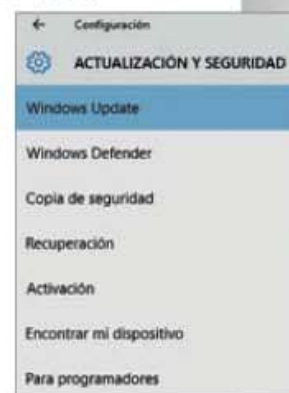 Configuración
ACTUALIZACIÓN Y SEGURIDAD
Windows Update
Windows Defender
Copia de seguridad
Recuperación
Activación
Encontrar mi dispositivo
Para programadores